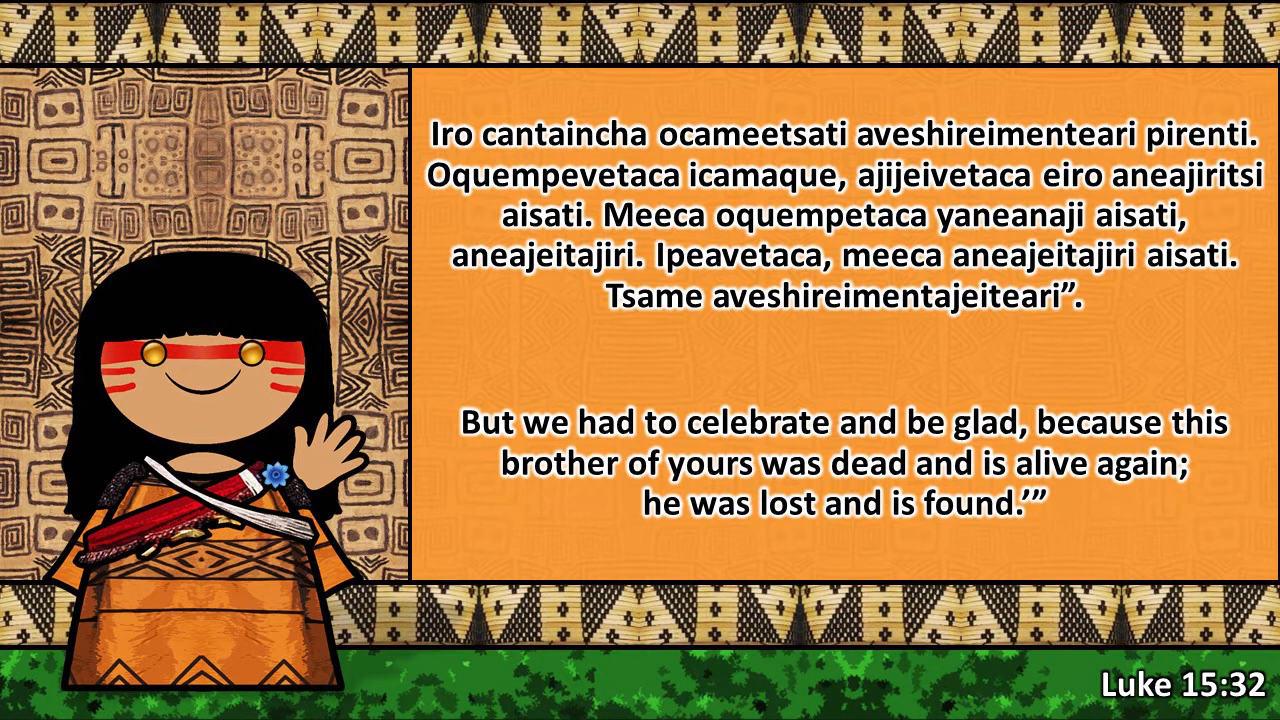 Iro cantaincha ocameetsati aveshireimenteari pirenti.
Oquempevetaca icamaque, ajijeivetaca eiro aneajiritsi
aisati. Meeca oquempetaca yaneanaji aisati,
aneajeitajiri. Ipeavetaca, meeca aneajeitajiri aisati.
Tsame aveshireimentajeiteari”.
But we had to celebrate and be glad, because this
brother of yours was dead and is alive again;
he was lost and is found.’”
Luke 15:32